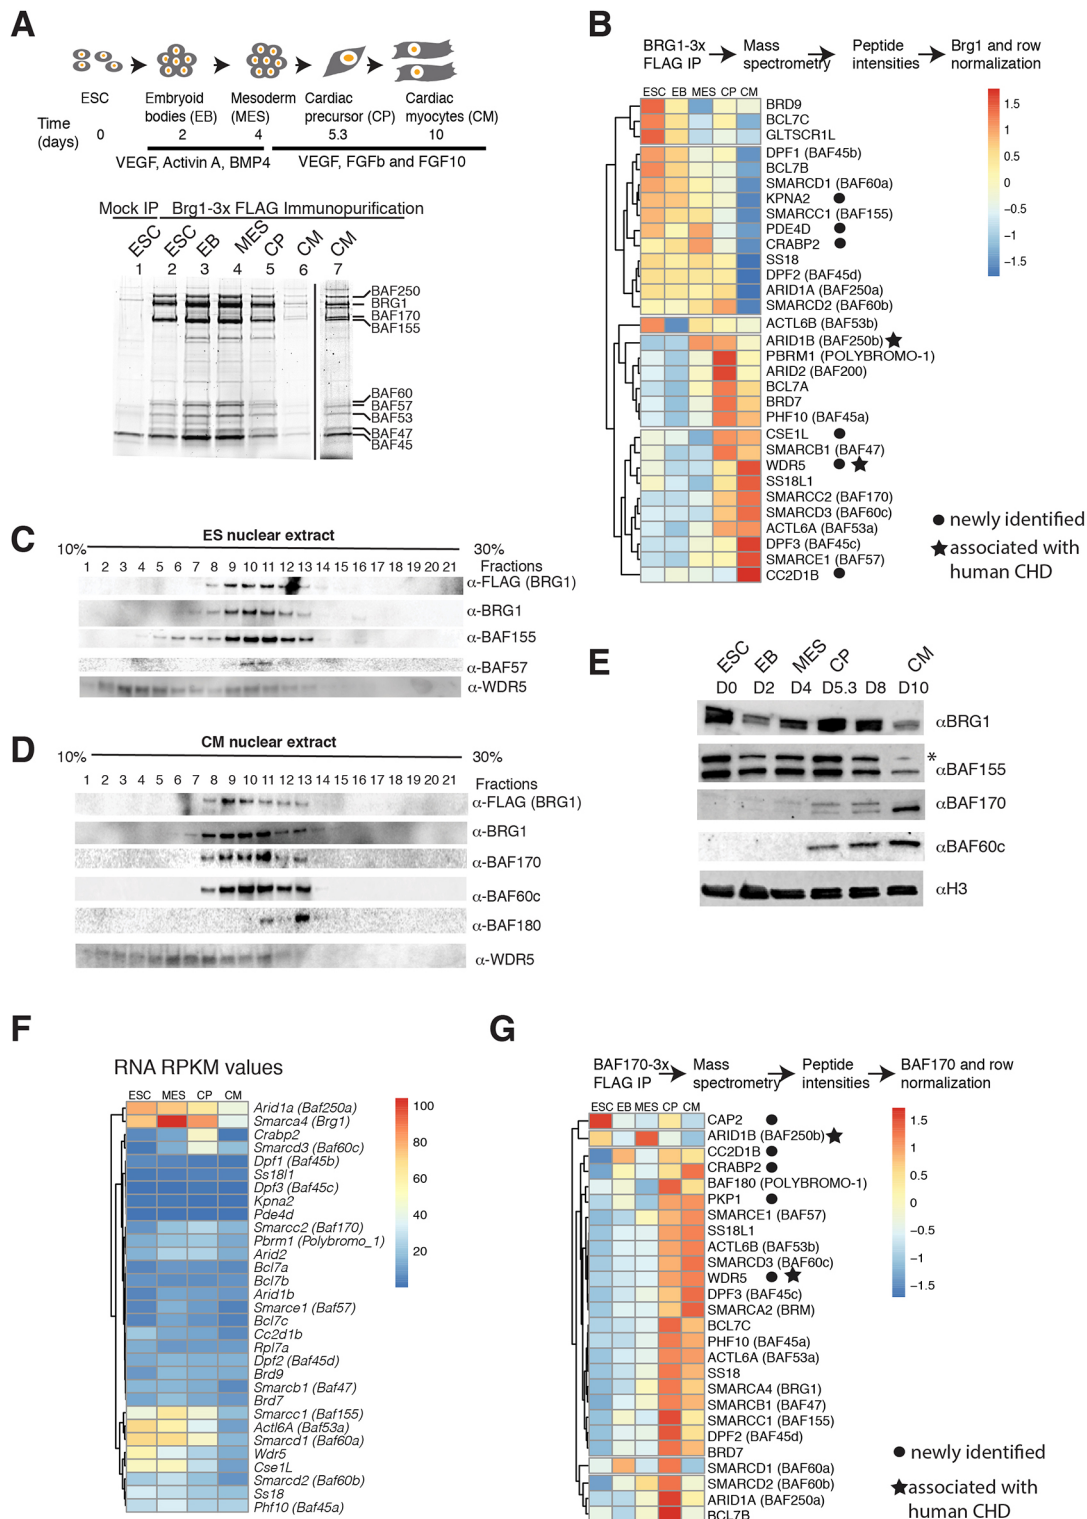 A
ESC
Embryoid bodies (EB)
Mesoderm (MES)
Cardiac precursor (CP)
Cardiac myocytes (CM)
Time (days)
0 2 4 5.3 10
VEGF, Activin A, BMP4
VEGF, FGFb and FGF10
Mock IP
Brg1-3x FLAG Immunopurification
ESC ESC EB MES CP CM CM
1 2 3 4 5 6 7
BAF250
BRG1
BAF170
BAF155
BAF60
BAF57
BAF53
BAF47
BAF45
B
BRG1-3x FLAG IP
Mass spectrometry
Peptide intensities
Brg1 and row normalization
ESC EB MES CP CM
BRD9
BCL7C
GLTSCR1L
DPF1 (BAF45b)
BCL7B
SMARCD1 (BAF60a)
KPNA2
SMARCC1 (BAF155)
PDE4D
CRABP2
SS18
DPF2 (BAF45d)
ARID1A (BAF250a)
SMARCD2 (BAF60b)
ACTL6B (BAF53b)
ARID1B (BAF250b)
PBRM1 (POLYBROMO-1)
ARID2 (BAF200)
BCL7A
BRD7
PHF10 (BAF45a)
CSE1L
SMARCB1 (BAF47)
WDR5
SS18L1
SMARCC2 (BAF170)
SMARCD3 (BAF60c)
ACTL6A (BAF53a)
DPF3 (BAF45c)
SMARCE1 (BAF57)
CC2D1B
1.5
1
0.5
0
−0.5
−1
−1.5
newly identified
associated with
human CHD
C
ES nuclear extract
10% 30%
Fractions
1 2 3 4 5 6 7 8 9 10 11 12 13 14 15 16 17 18 19 20 21
α-FLAG (BRG1)
α-BRG1
α-BAF155
α-BAF57
α-WDR5
D
CM nuclear extract
10% 30%
Fractions
1 2 3 4 5 6 7 8 9 10 11 12 13 14 15 16 17 18 19 20 21
α-FLAG (BRG1)
α-BRG1
α-BAF170
α-BAF60c
α-BAF180
α-WDR5
E
ESC EB MES CP CM
D0 D2 D4 D5.3 D8 D10
αBRG1
*
αBAF155
αBAF170
αBAF60c
αH3
F
RNA RPKM values
ESC MES CP CM
Arid1a (Baf250a)
Smarca4 (Brg1)
Crabp2
Smarcd3 (Baf60c)
Dpf1 (Baf45b)
Ss18l1
Dpf3 (Baf45c)
Kpna2
Pde4d
Smarcc2 (Baf170)
Pbrm1 (Polybromo_1)
Arid2
Bcl7a
Bcl7b
Arid1b
Smarce1 (Baf57)
Bcl7c
Cc2d1b
Rpl7a
Dpf2 (Baf45d)
Brd9
Smarcb1 (Baf47)
Brd7
Smarcc1 (Baf155)
Actl6A (Baf53a)
Smarcd1 (Baf60a)
Wdr5
Cse1L
Smarcd2 (Baf60b)
Ss18
Phf10 (Baf45a)
100
80
60
40
20
G
BAF170-3x FLAG IP
Mass spectrometry
Peptide intensities
BAF170 and row normalization
ESC EB MES CP CM
CAP2
ARID1B (BAF250b)
CC2D1B
CRABP2
BAF180 (POLYBROMO-1)
PKP1
SMARCE1 (BAF57)
SS18L1
ACTL6B (BAF53b)
SMARCD3 (BAF60c)
WDR5
DPF3 (BAF45c)
SMARCA2 (BRM)
BCL7C
PHF10 (BAF45a)
ACTL6A (BAF53a)
SS18
SMARCA4 (BRG1)
SMARCB1 (BAF47)
SMARCC1 (BAF155)
DPF2 (BAF45d)
BRD7
SMARCD1 (BAF60a)
SMARCD2 (BAF60b)
ARID1A (BAF250a)
BCL7B
1.5
1
0.5
0
−0.5
−1
−1.5
newly identified
associated with
human CHD